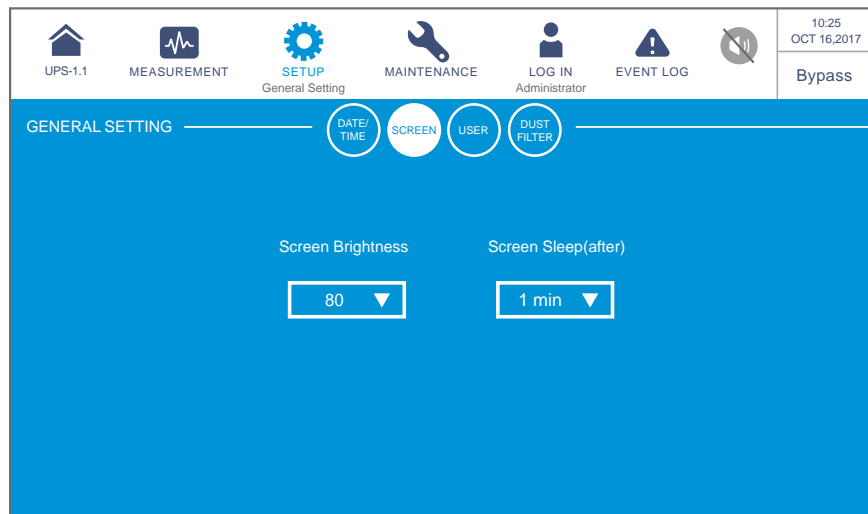 10:25
OCT 16,2017
UPS-1.1
MEASUREMENT
SETUP
General Setting
MAINTENANCE
LOG IN
Administrator
EVENT LOG
Bypass
GENERAL SETTING
DATE/
TIME
SCREEN
USER
DUST
FILTER
Screen Brightness
Screen Sleep(after)
80
1 min